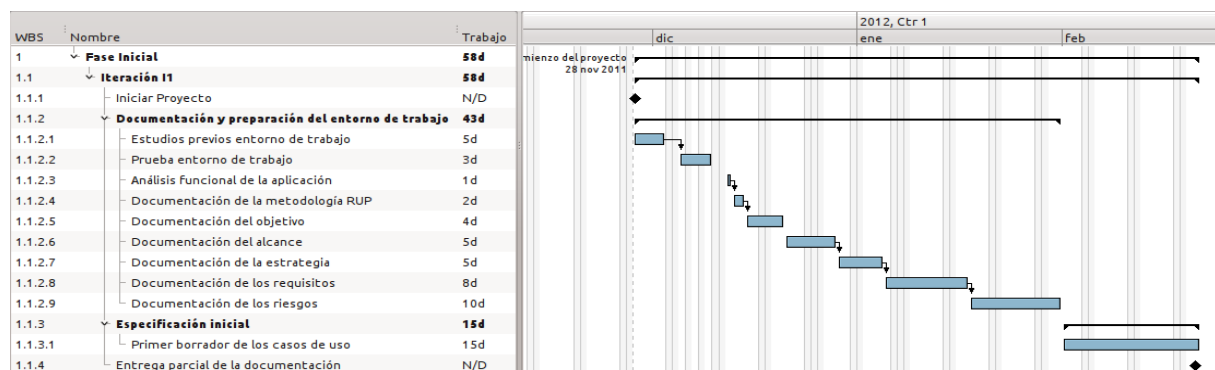 2012, Ctr 1
WBS Nombre Trabajo dic ene feb
1 Fase Inicial 58d mienzo del proyecto
28 nov 2011
1.1 Iteración I1 58d
1.1.1 Iniciar Proyecto N/D
1.1.2 Documentación y preparación del entorno de trabajo 43d
1.1.2.1 Estudios previos entorno de trabajo 5d
1.1.2.2 Prueba entorno de trabajo 3d
1.1.2.3 Análisis funcional de la aplicación 1d
1.1.2.4 Documentación de la metodología RUP 2d
1.1.2.5 Documentación del objetivo 4d
1.1.2.6 Documentación del alcance 5d
1.1.2.7 Documentación de la estrategia 5d
1.1.2.8 Documentación de los requisitos 8d
1.1.2.9 Documentación de los riesgos 10d
1.1.3 Especificación inicial 15d
1.1.3.1 Primer borrador de los casos de uso 15d
1.1.4 Entrega parcial de la documentación N/D